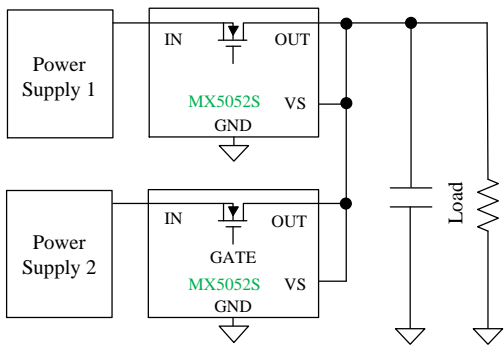 Power
Supply 1
IN
OUT
MX5052S
VS
GND
Power
Supply 2
IN
OUT
GATE
MX5052S
VS
GND
Load